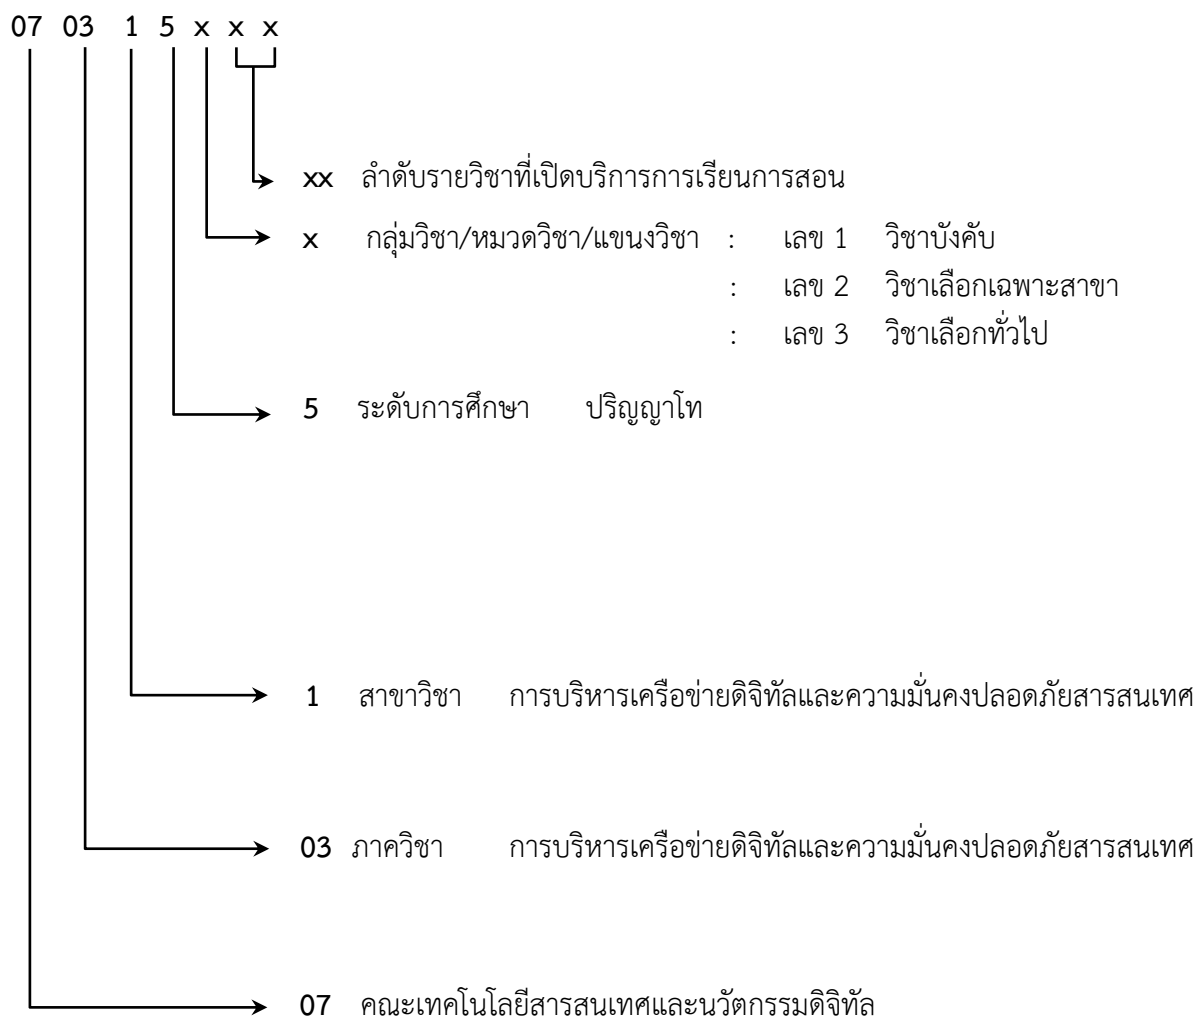 07 03 1 5 x x x
xx ลำดับรายวิชาที่เปิดบริการการเรียนการสอน
x กลุ่มวิชา/หมวดวิชา/แขนงวิชา : เลข 1 วิชาบังคับ
: เลข 2 วิชาเลือกเฉพาะสาขา
: เลข 3 วิชาเลือกทั่วไป
5 ระดับการศึกษา ปริญญาโท
1 สาขาวิชา การบริหารเครือข่ายดิจิทัลและความมั่นคงปลอดภัยสารสนเทศ
03 ภาควิชา การบริหารเครือข่ายดิจิทัลและความมั่นคงปลอดภัยสารสนเทศ
07 คณะเทคโนโลยีสารสนเทศและนวัตกรรมดิจิทัล